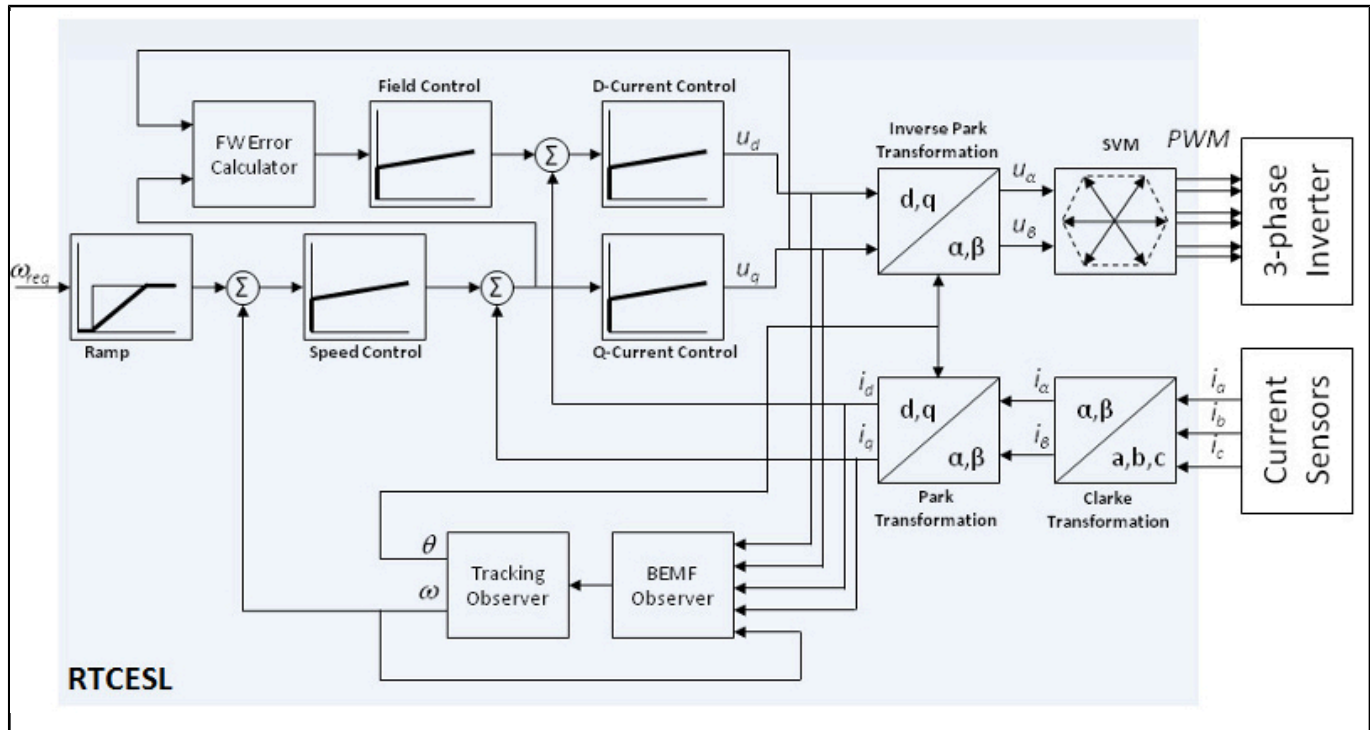 Field Control
D-Current Control
FW Error
Calculator
Σ
u_d
Inverse Park
Transformation
d,q
α,β
u_α
u_β
SVM
PWM
3-phase
Inverter
ω_req
Ramp
Σ
Speed Control
Σ
u_q
Q-Current Control
i_d
i_q
d,q
α,β
Park
Transformation
i_α
i_β
α,β
a,b,c
Clarke
Transformation
i_a
i_b
i_c
Current
Sensors
θ
ω
Tracking
Observer
BEMF
Observer
RTCESL